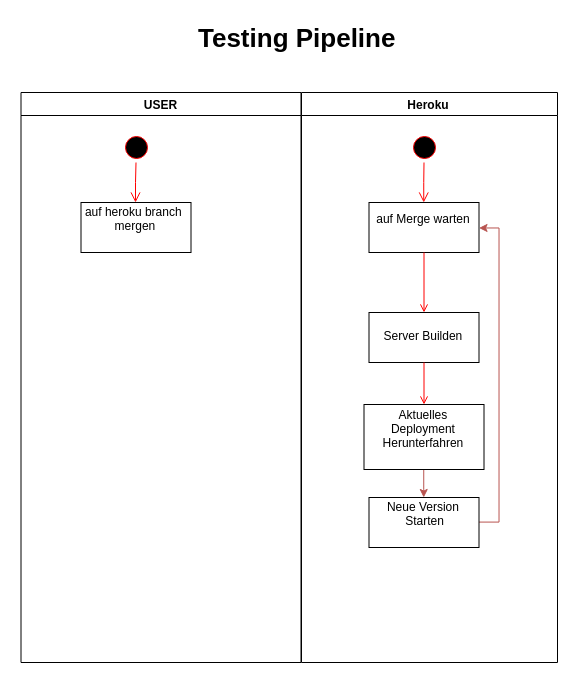 Testing Pipeline
USER
Heroku
auf heroku branch
mergen
auf Merge warten
Server Builden
Aktuelles
Deployment
Herunterfahren
Neue Version
Starten